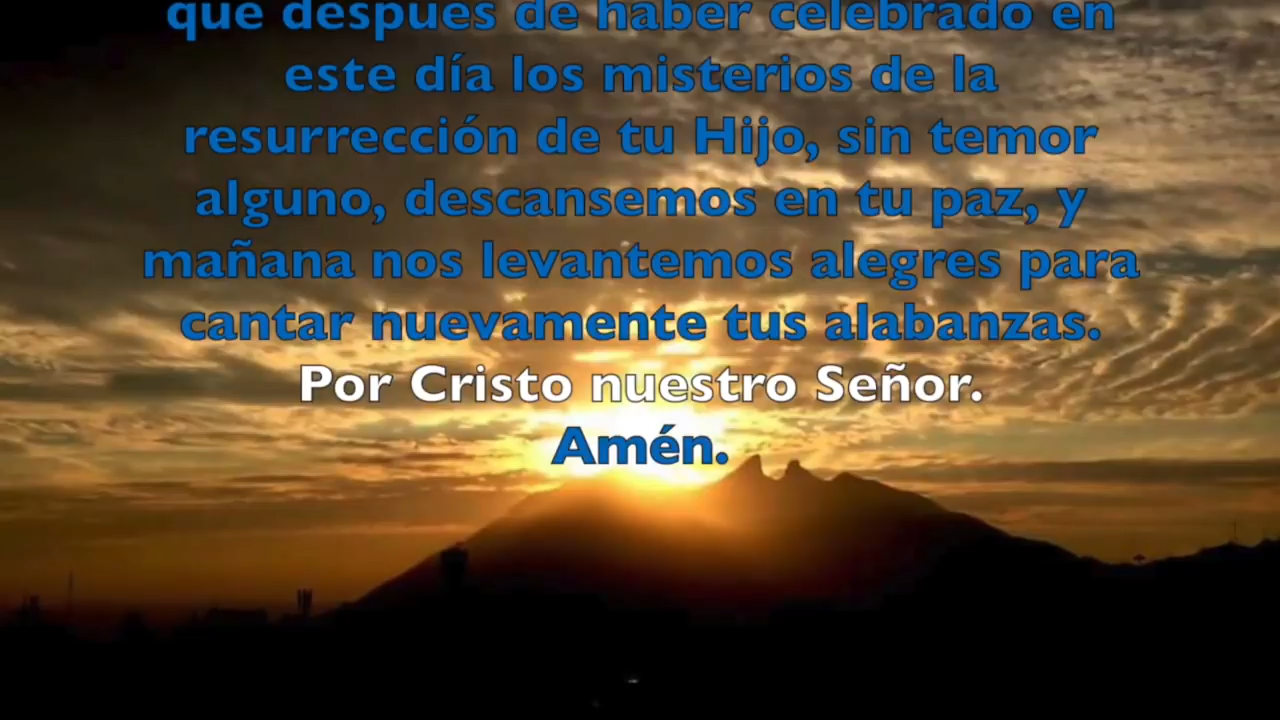 que después de haber celebrado en
este día los misterios de la
resurrección de tu Hijo, sin temor
alguno, descansemos en tu paz, y
mañana nos levantemos alegres para
cantar nuevamente tus alabanzas.
Por Cristo nuestro Señor.
Amén.